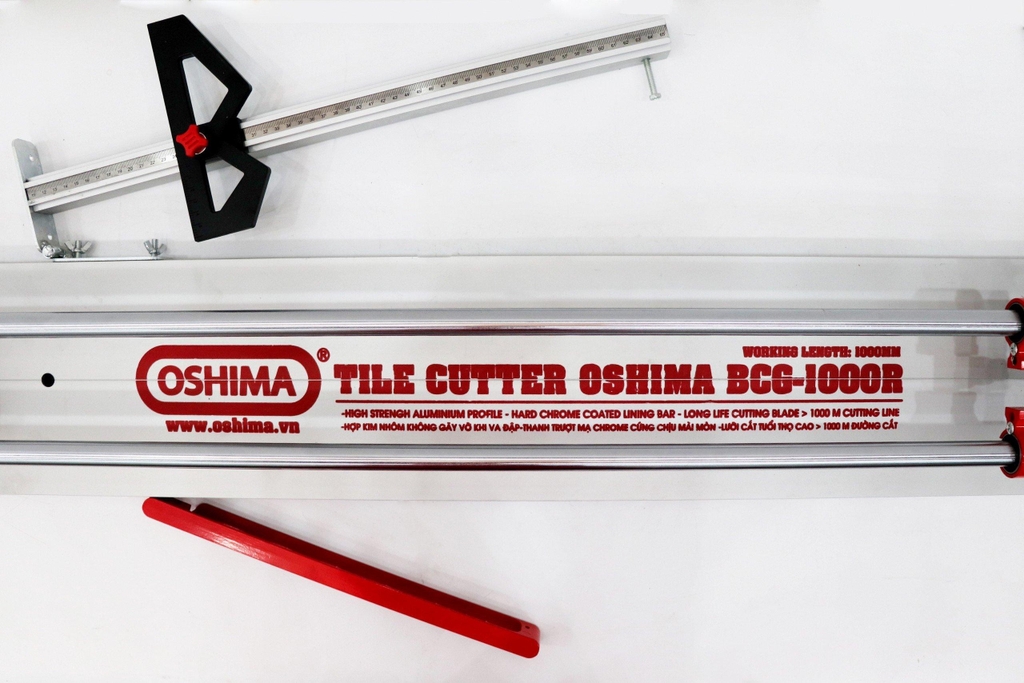 OSHIMA®
www.oshima.vn
WORKING LENGTH: 1000MM
TILE CUTTER OSHIMA BCG-1000R
-HIGH STRENGH ALUMINIUM PROFILE - HARD CHROME COATED LINING BAR - LONG LIFE CUTTING BLADE > 1000 M CUTTING LINE
-HỢP KIM NHÔM KHÔNG GÃY VỠ KHI VA ĐẬP-THANH TRƯỢT MẠ CHROME CỨNG CHỊU MÀI MÒN -LƯỠI CẮT TUỔI THỌ CAO > 1000 M ĐƯỜNG CẮT